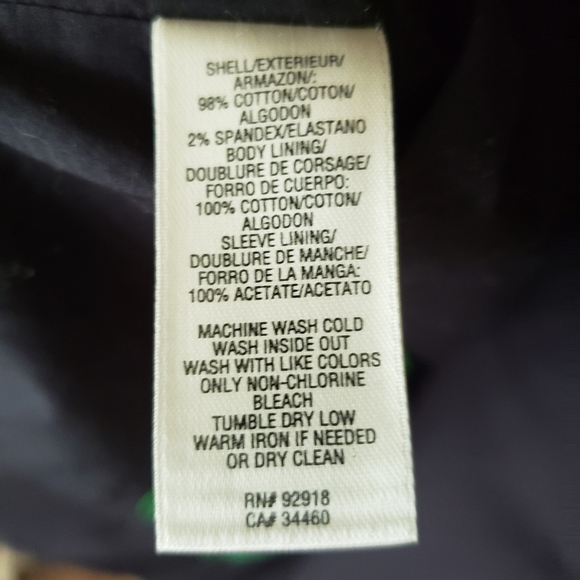 SHELL/EXTERIEUR/
ARMAZON/:
98% COTTON/COTON/
ALGODON
2% SPANDEX/ELASTANO
BODY LINING/
DOUBLURE DE CORSAGE/
FORRO DE CUERPO:
100% COTTON/COTON/
ALGODON
SLEEVE LINING/
DOUBLURE DE MANCHE/
FORRO DE LA MANGA:
100% ACETATE/ACETATO
MACHINE WASH COLD
WASH INSIDE OUT
WASH WITH LIKE COLORS
ONLY NON-CHLORINE
BLEACH
TUMBLE DRY LOW
WARM IRON IF NEEDED
OR DRY CLEAN
RN# 92918
CA# 34460